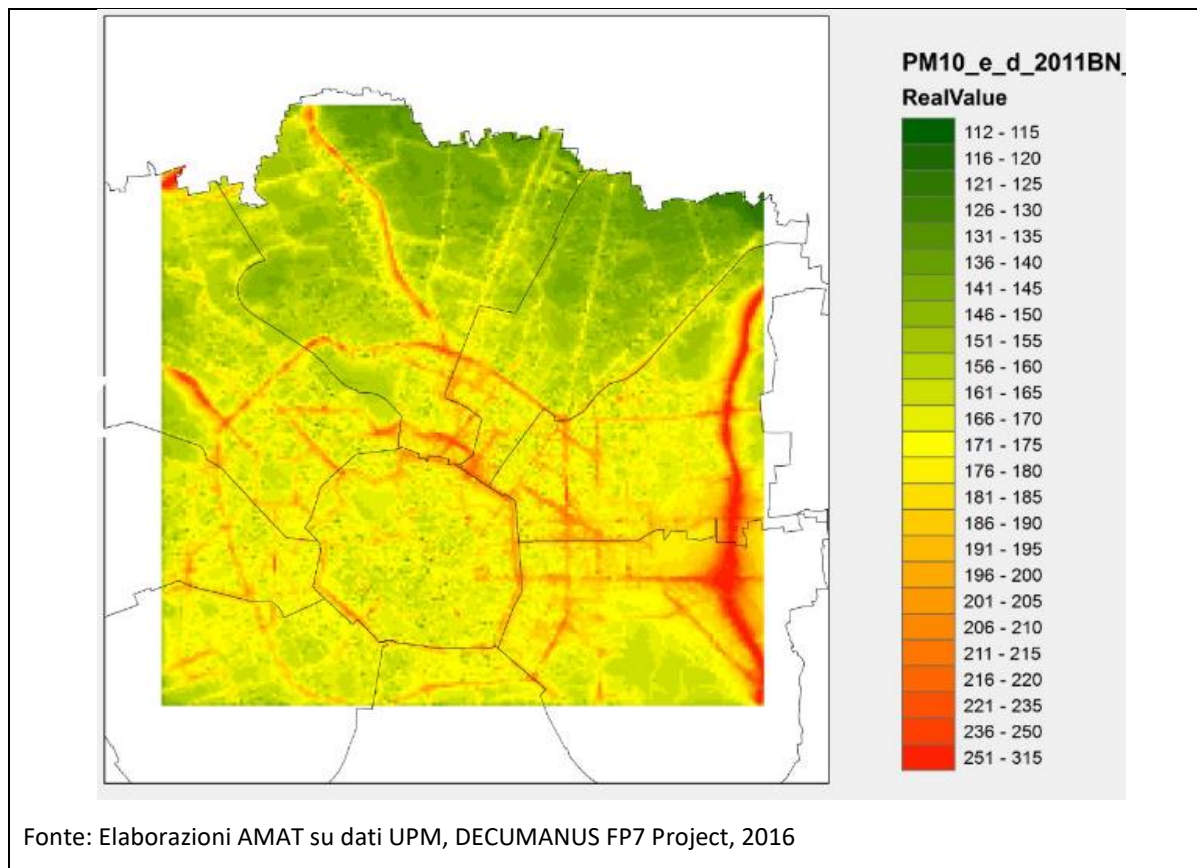 PM10_e_d_2011BN_
RealValue
112 - 115
116 - 120
121 - 125
126 - 130
131 - 135
136 - 140
141 - 145
146 - 150
151 - 155
156 - 160
161 - 165
166 - 170
171 - 175
176 - 180
181 - 185
186 - 190
191 - 195
196 - 200
201 - 205
206 - 210
211 - 215
216 - 220
221 - 235
236 - 250
251 - 315
Fonte: Elaborazioni AMAT su dati UPM, DECUMANUS FP7 Project, 2016